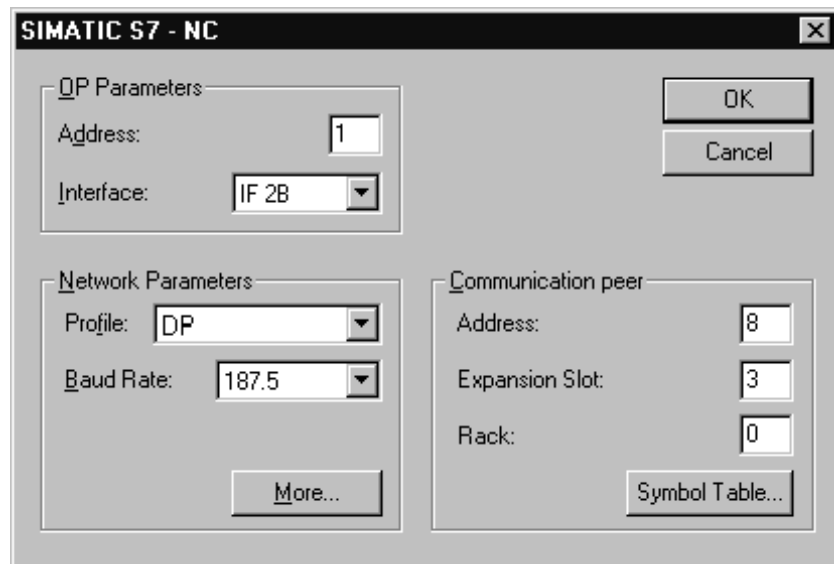 SIMATIC S7 - NC
OP Parameters
Address: 1
Interface: IF 2B
OK
Cancel
Network Parameters
Profile: DP
Baud Rate: 187.5
More...
Communication peer
Address: 8
Expansion Slot: 3
Rack: 0
Symbol Table...